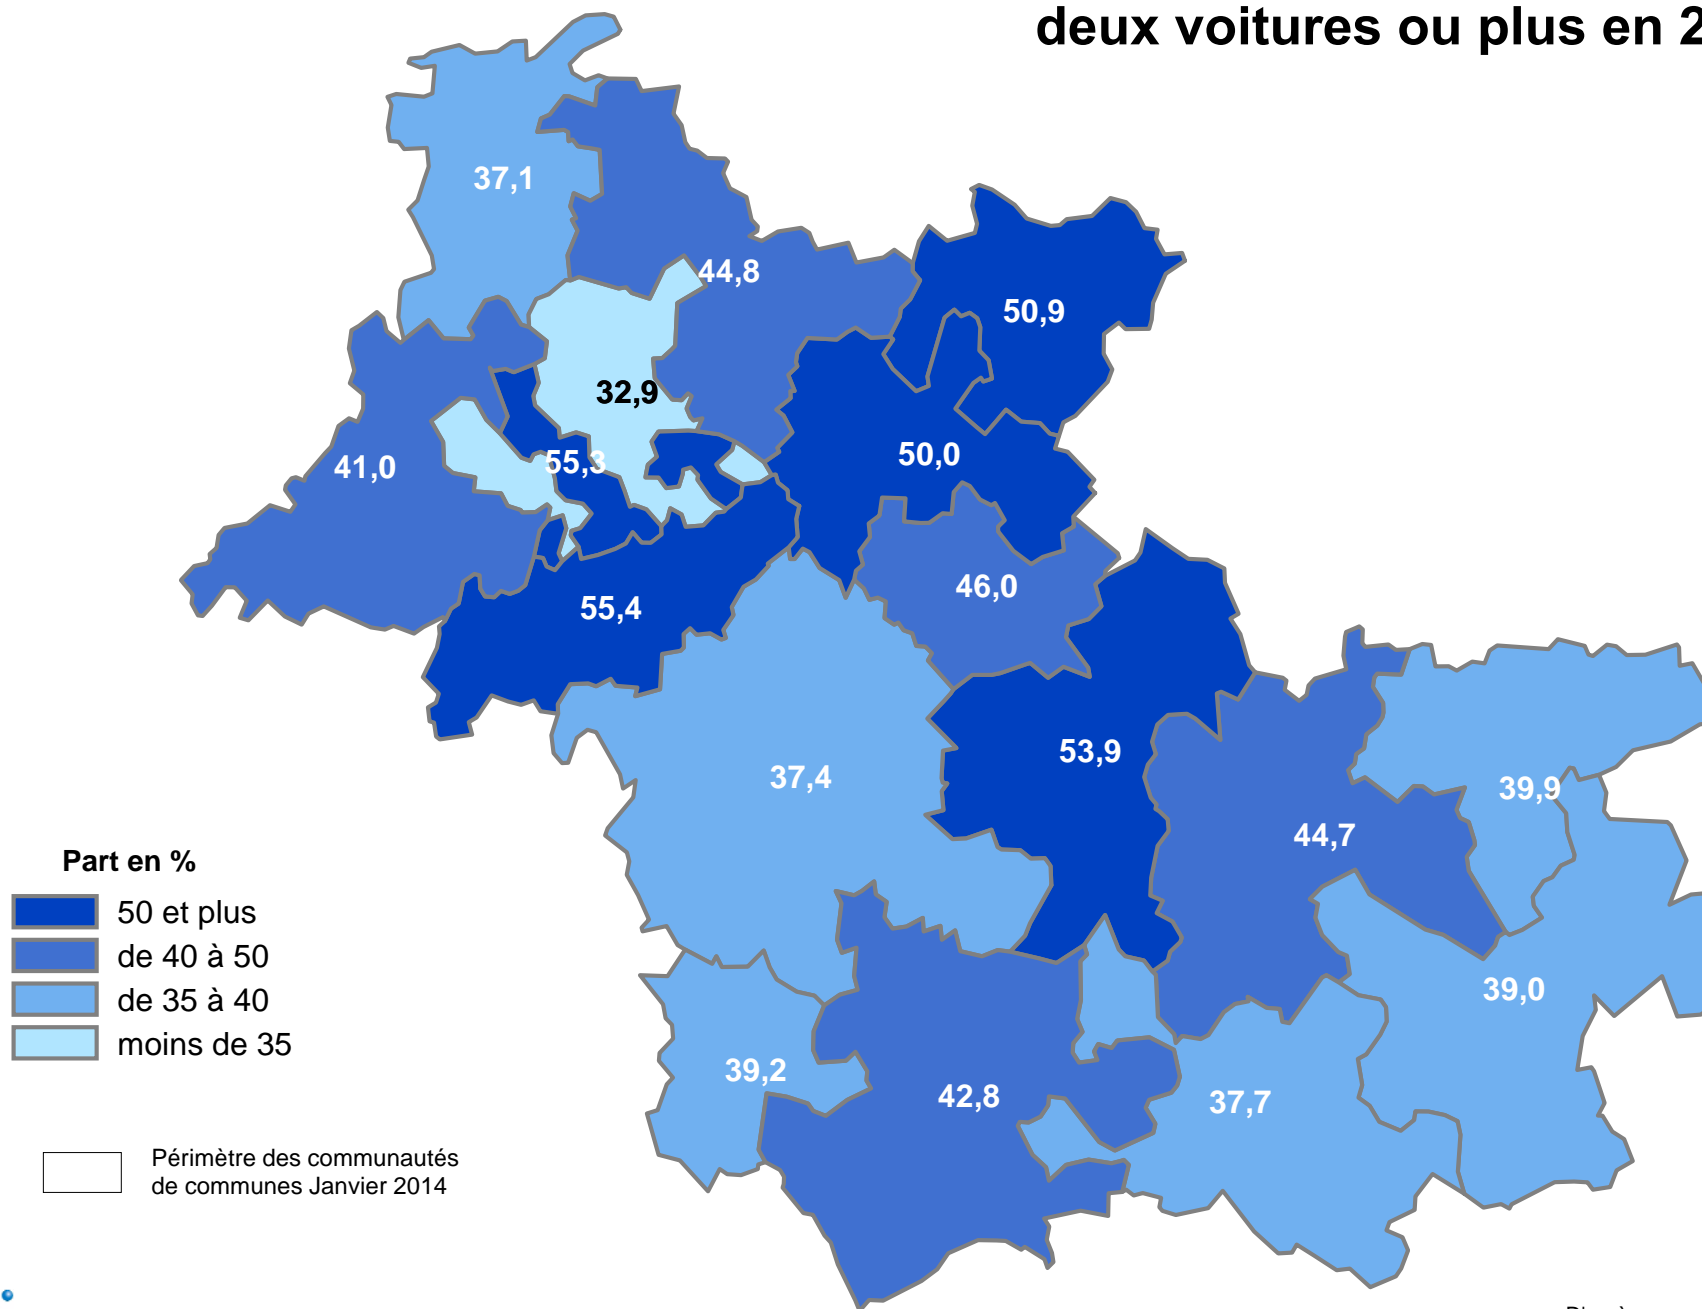 deux voitures ou plus en 2
37,1
44,8
50,9
32,9
50,0
41,0
55,3
46,0
55,4
53,9
37,4
39,9
44,7
39,0
39,2
42,8
37,7
Part en %
50 et plus
de 40 à 50
de 35 à 40
moins de 35
Périmètre des communautés
de communes Janvier 2014